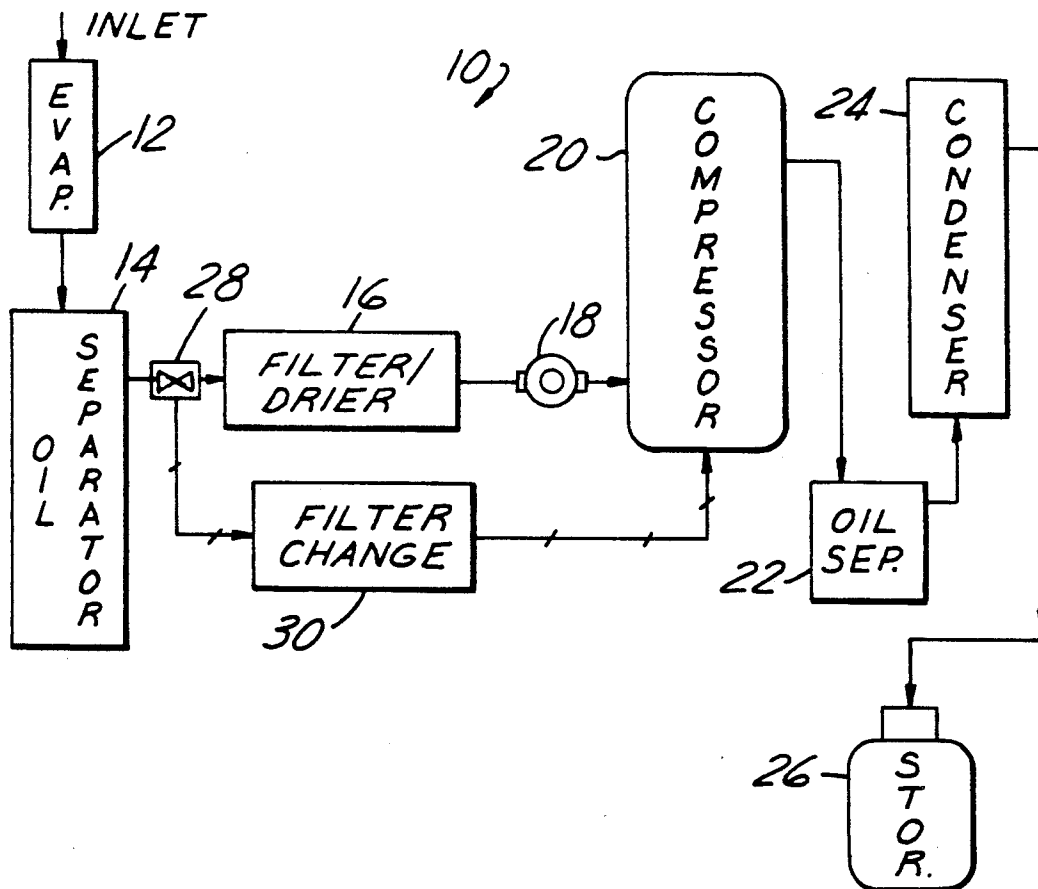 INLET
EVAP.
12
14
OIL
SEPARATOR
28
16
FILTER/
DRIER
18
10
20
COMPRESSOR
FILTER
CHANGE
30
OIL
SEP.
22
24
CONDENSER
26
STOR.